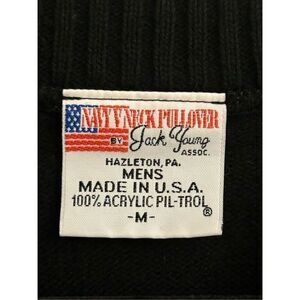 NAVY V NECK PULLOVER
BY Jack Young
ASSOC.
HAZLETON, PA.
MENS
MADE IN U.S.A.
100% ACRYLIC PIL-TROL®
-M-